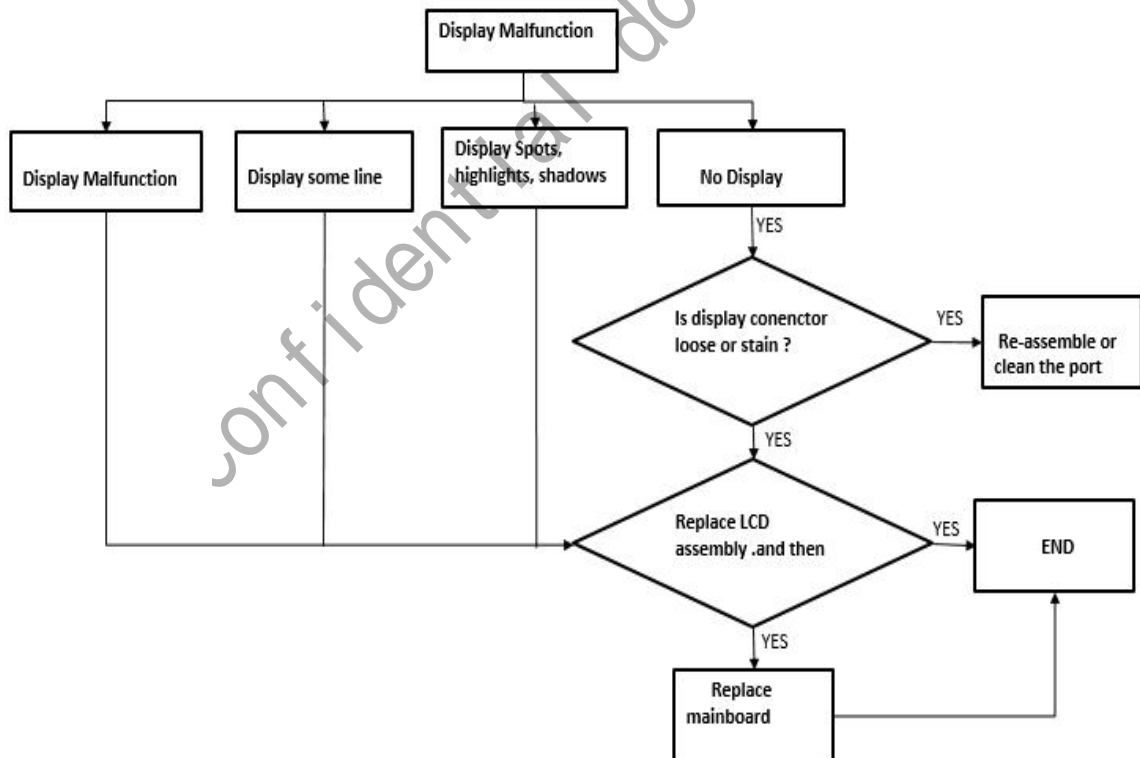 Display Malfunction
Display Malfunction
Display some line
Display Spots,
highlights, shadows
No Display
YES
Is display conenctor
loose or stain ?
YES
Re-assemble or
clean the port
YES
Replace LCD
assembly .and then
YES
END
YES
Replace
mainboard
confidential do